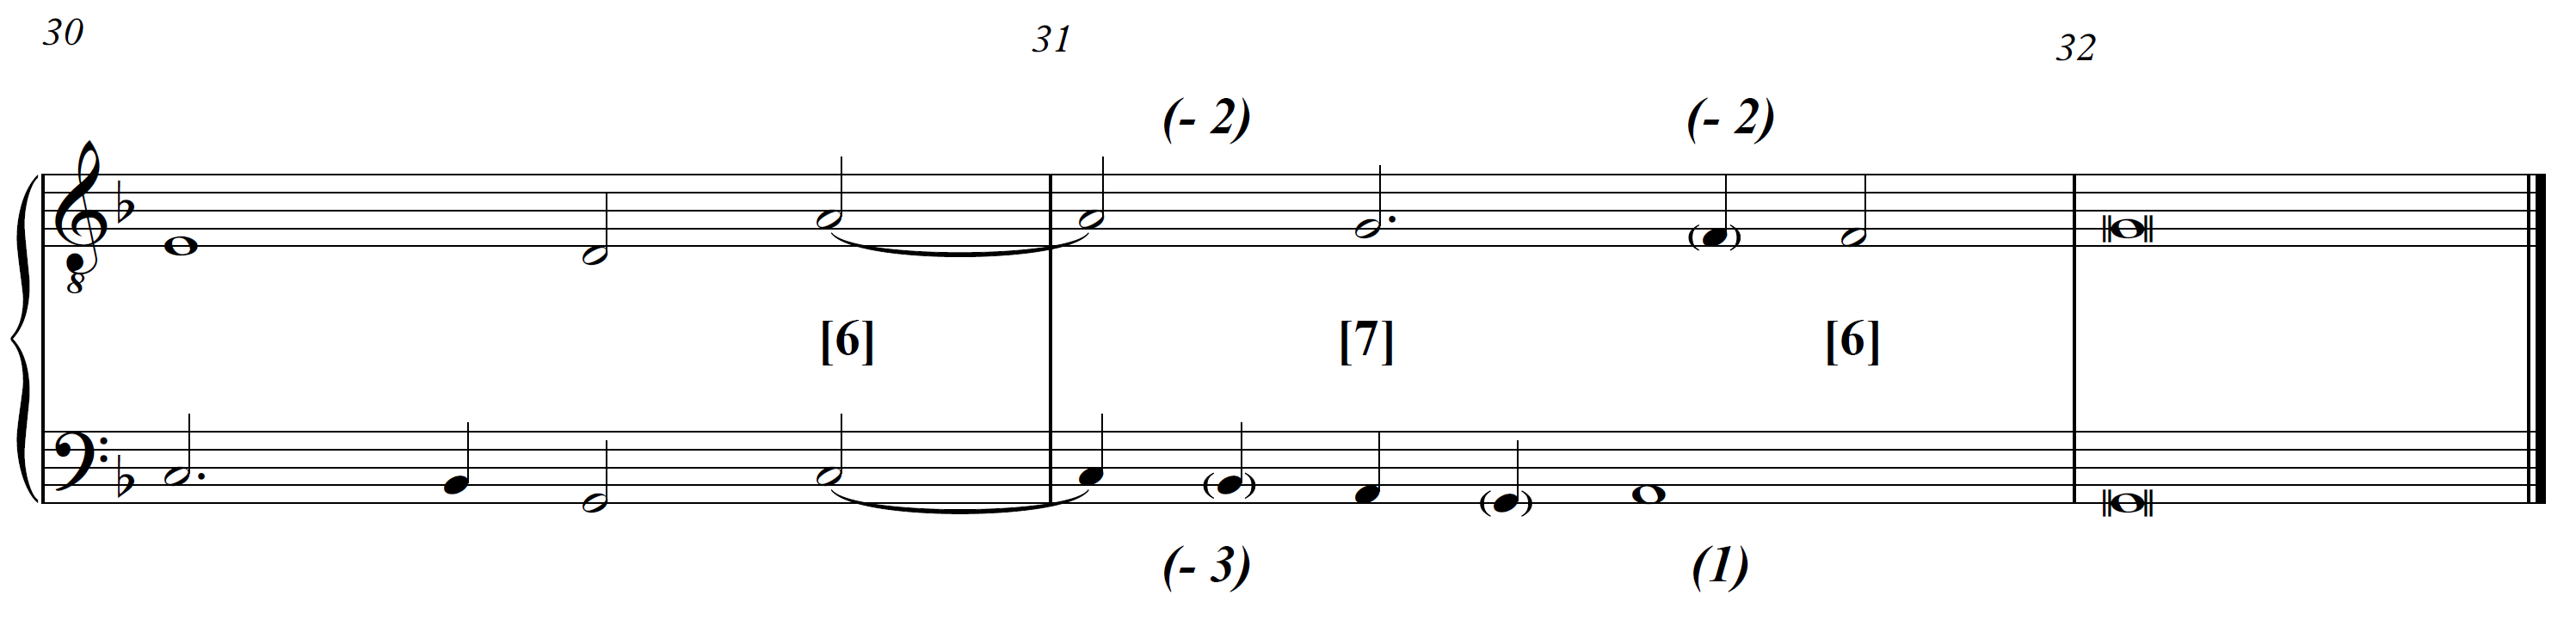 30 31 32
(- 2) (- 2)
8
[6] [7] [6]
(- 3) (1)